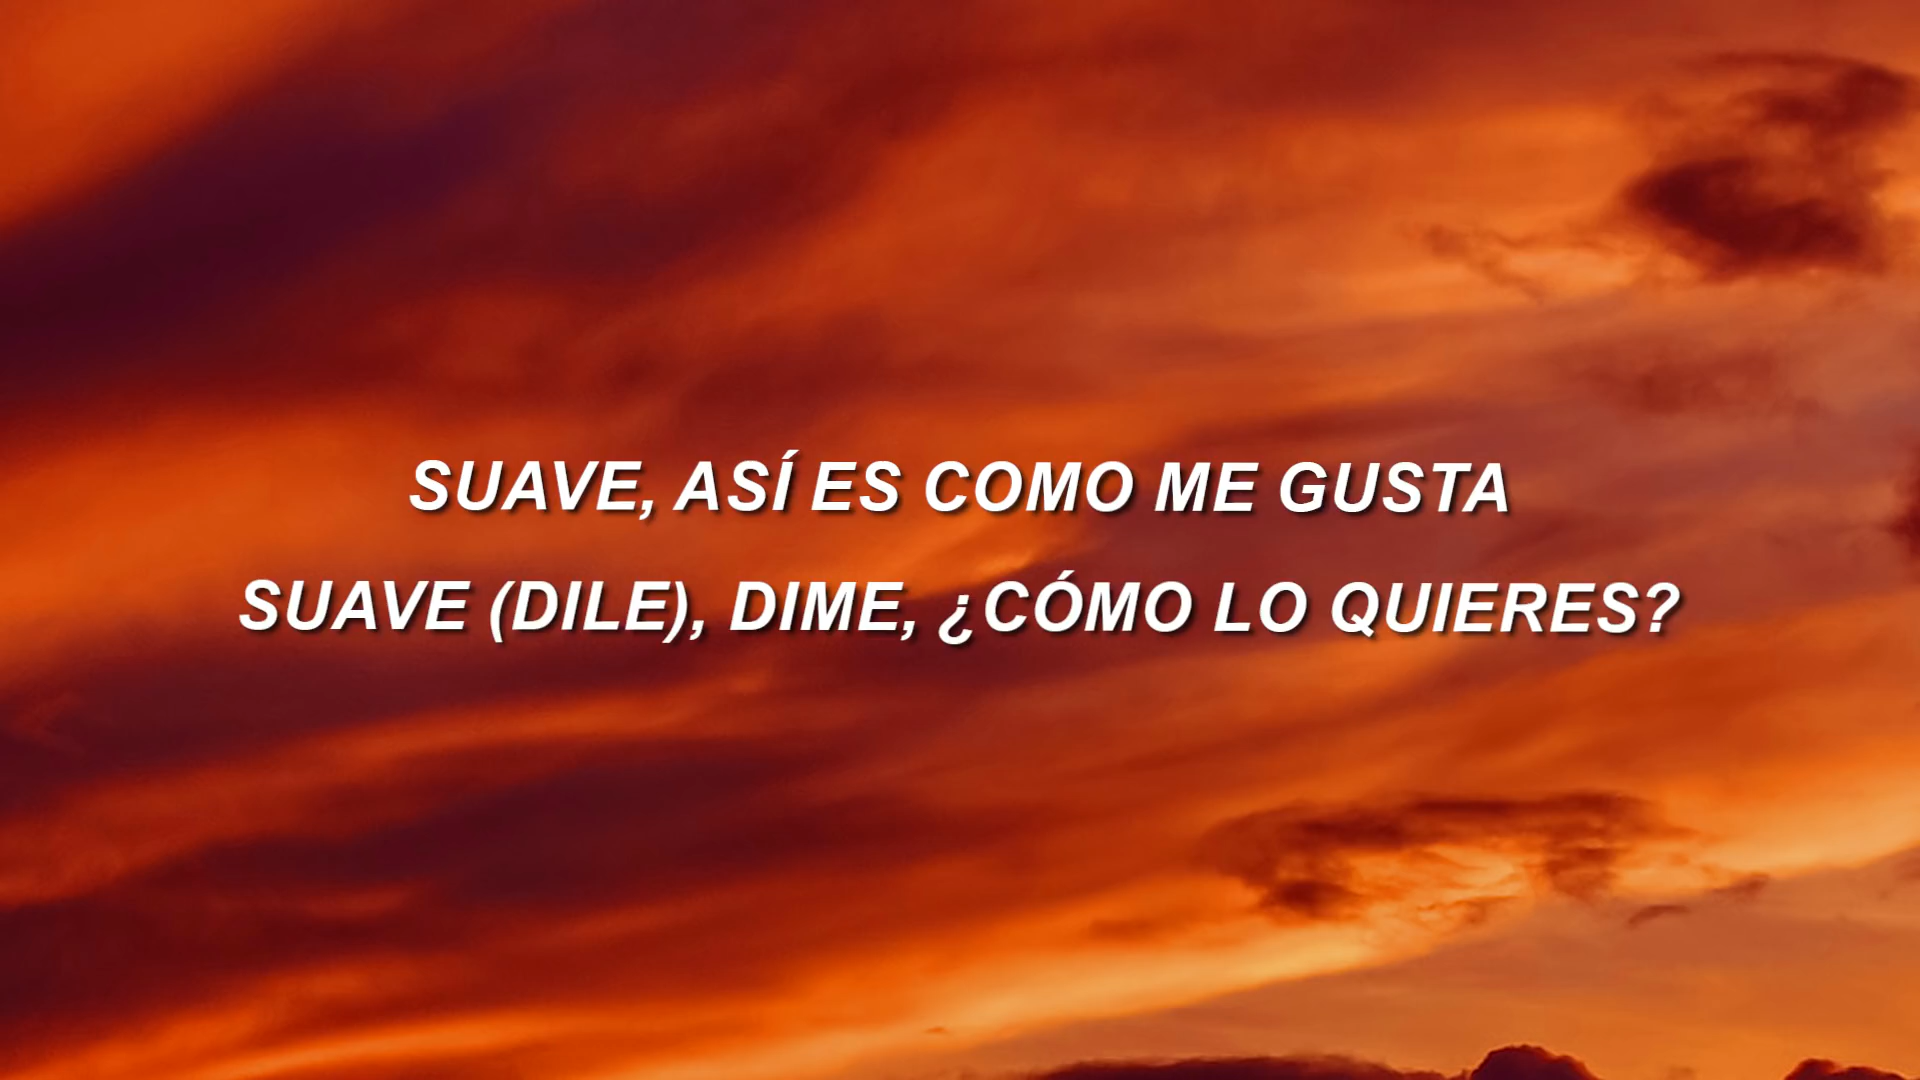 SUAVE, ASÍ ES COMO ME GUSTA
SUAVE (DILE), DIME, ¿CÓMO LO QUIERES?